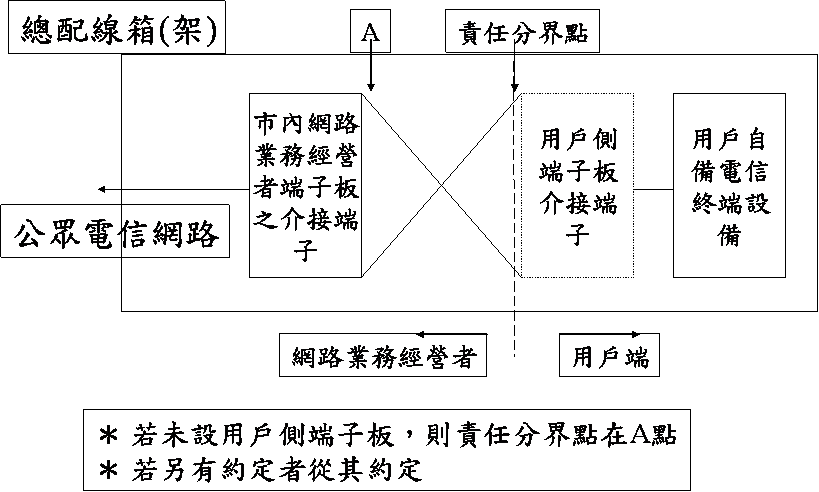 總配線箱(架)
A
責任分界點
市內網路
業務經營
者端子板
之介接端
子
用戶側
端子板
介接端
子
用戶自
備電信
終端設
備
公眾電信網路
網路業務經營者
用戶端
* 若未設用戶側端子板,則責任分界點在A點
* 若另有約定者從其約定